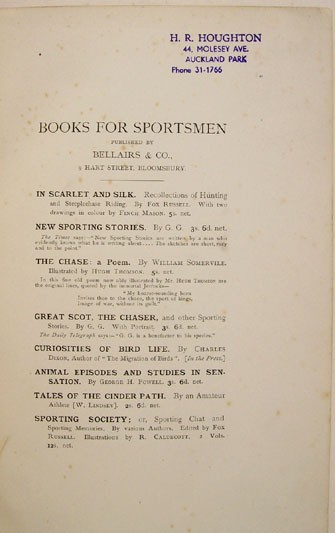 H. R. HOUGHTON
44, MOLESEY AVE.
AUCKLAND PARK
Phone 31-1766
BOOKS FOR SPORTSMEN
PUBLISHED BY
BELLAIRS & CO.,
9 HART STREET, BLOOMSBURY.
IN SCARLET AND SILK. Recollections of Hunting
and Steeplechase Riding. By FOX RUSSELL. With two
drawings in colour by FINCH MASON. 5s. net.
NEW SPORTING STORIES. By G. G. 3s. 6d. net.
The Times says:—"New Sporting Stories are written by a man who
evidently knows what he is writing about.... The sketches are short, racy
and to the point."
THE CHASE: a Poem. By WILLIAM SOMERVILE.
Illustrated by HUGH THOMSON. 5s. net.
In this fine old poem now ably illustrated by Mr. HUGH THOMSON are
the original lines, quoted by the immortal Jorrocks—
"My hoarse-sounding horn
Invites thee to the chase, the sport of kings,
Image of war, without its guilt."
GREAT SCOT, THE CHASER, and other Sporting
Stories. By G. G. With Portrait. 3s. 6d. net.
The Daily Telegraph says—"G. G. is a benefactor to his species."
CURIOSITIES OF BIRD LIFE. By CHARLES
DIXON, Author of "The Migration of Birds". [In the Press.]
ANIMAL EPISODES AND STUDIES IN SEN-
SATION. By GEORGE H. POWELL. 3s. 6d. net.
TALES OF THE CINDER PATH. By an Amateur
Athlete [W. LINDSEY]. 2s. 6d. net.
SPORTING SOCIETY; or, Sporting Chat and
Sporting Memories. By various Authors. Edited by FOX
RUSSELL. Illustrations by R. CALDECOTT. 2 Vols.
12s. net.